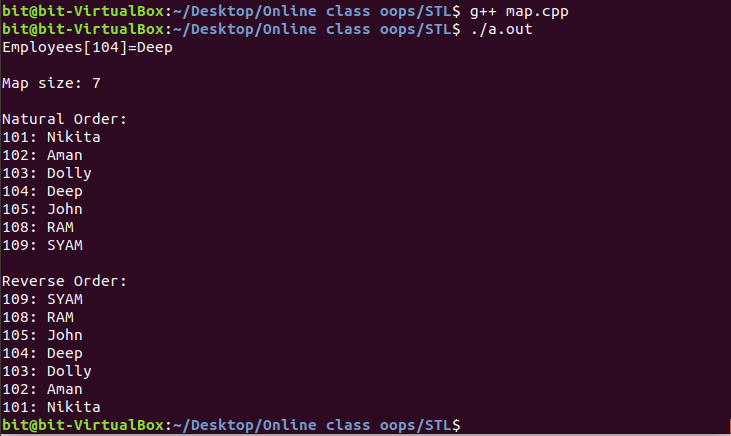 bit@bit-VirtualBox:~/Desktop/Online class oops/STL$ g++ map.cpp
bit@bit-VirtualBox:~/Desktop/Online class oops/STL$ ./a.out
Employees[104]=Deep
Map size: 7
Natural Order:
101: Nikita
102: Aman
103: Dolly
104: Deep
105: John
108: RAM
109: SYAM
Reverse Order:
109: SYAM
108: RAM
105: John
104: Deep
103: Dolly
102: Aman
101: Nikita
bit@bit-VirtualBox:~/Desktop/Online class oops/STL$